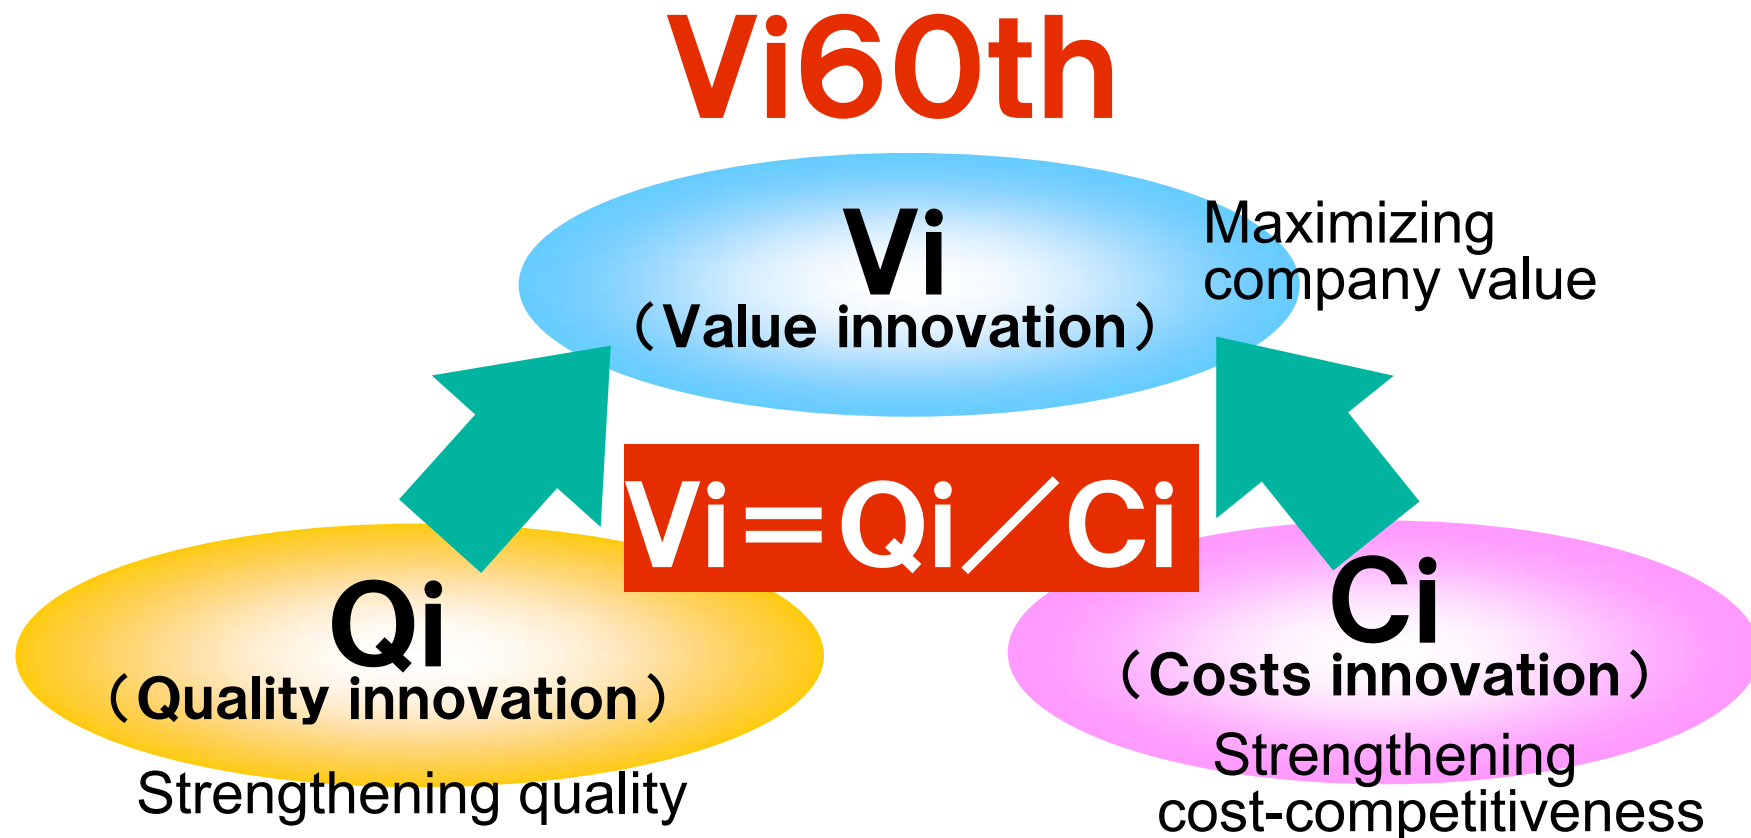 Vi60th
Vi
（Value innovation）
Maximizing
company value
Vi＝Qi／Ci
Qi
（Quality innovation）
Strengthening quality
Ci
（Costs innovation）
Strengthening
cost-competitiveness